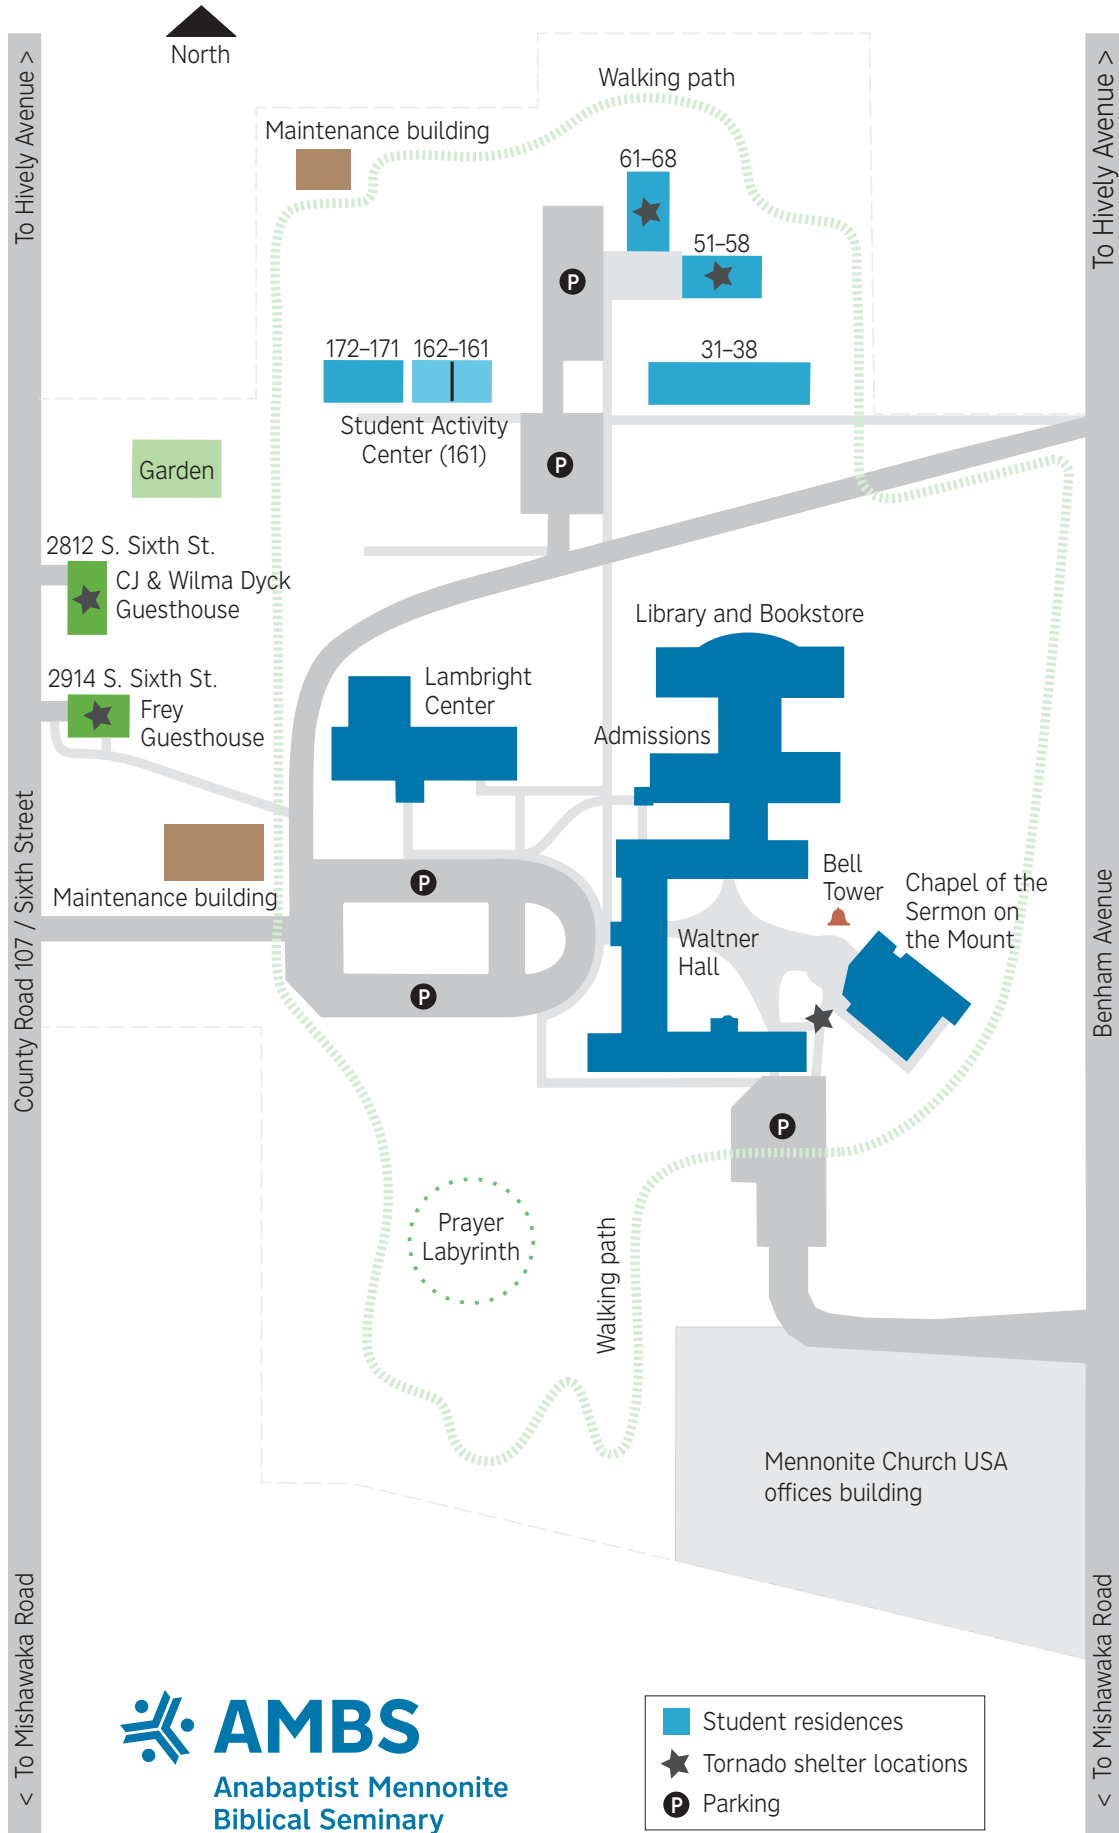 North
To Hively Avenue >
To Hively Avenue >
Walking path
Maintenance building
61–68
51–58
P
172–171
162–161
31–38
Student Activity
Center (161)
P
Garden
2812 S. Sixth St.
CJ & Wilma Dyck
Guesthouse
Library and Bookstore
2914 S. Sixth St.
Frey
Guesthouse
Lambright
Center
Admissions
County Road 107 / Sixth Street
Maintenance building
P
Bell
Tower
Chapel of the
Sermon on
the Mount
Waltner
Hall
Benham Avenue
P
P
Prayer
Labyrinth
Walking path
Mennonite Church USA
offices building
< To Mishawaka Road
< To Mishawaka Road
AMBS
Anabaptist Mennonite
Biblical Seminary
Student residences
Tornado shelter locations
P Parking